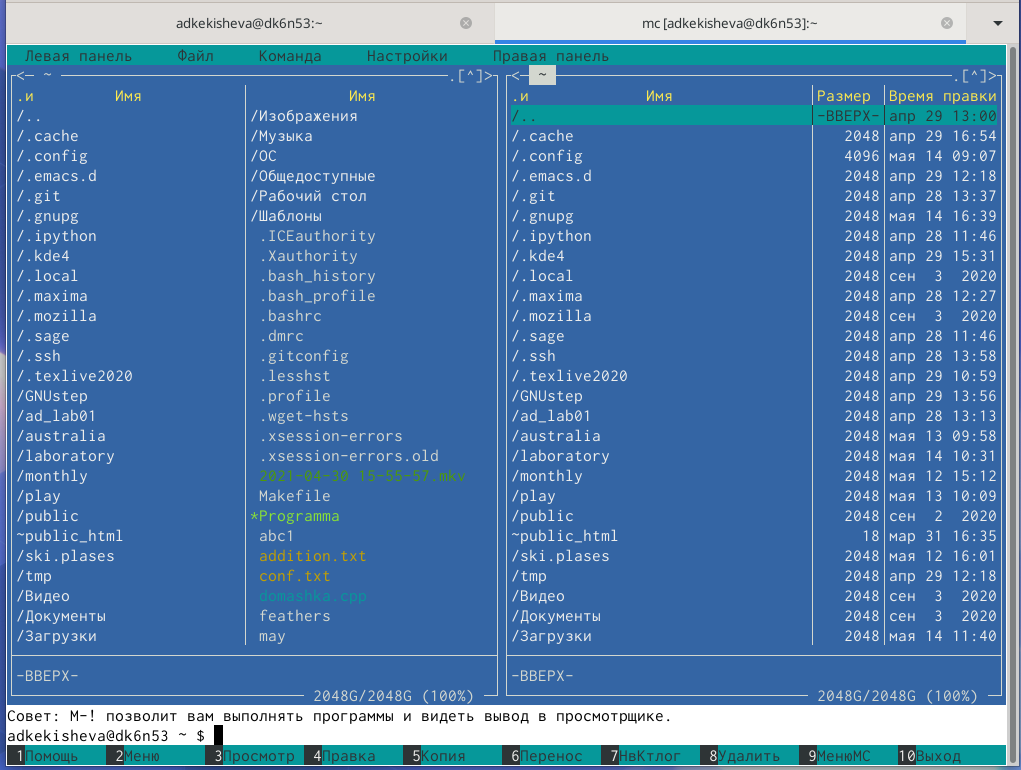 adkekisheva@dk6n53:~ mc [adkekisheva@dk6n53]:~
Левая панель Файл Команда Настройки Правая панель
<— ~ .[^]> <— ~ .[^]>
.и Имя Имя .и Имя Размер Время правки
/.. /Изображения /.. -ВВЕРХ- апр 29 13:00
/.cache /Музыка /.cache 2048 апр 29 16:54
/.config /ОС /.config 4096 мая 14 09:07
/.emacs.d /Общедоступные /.emacs.d 2048 апр 29 12:18
/.git /Рабочий стол /.git 2048 апр 28 13:37
/.gnupg /Шаблоны /.gnupg 2048 мая 14 16:39
/.ipython .ICEauthority /.ipython 2048 апр 28 11:46
/.kde4 .Xauthority /.kde4 2048 апр 29 15:31
/.local .bash_history /.local 2048 сен 3 2020
/.maxima .bash_profile /.maxima 2048 апр 28 12:27
/.mozilla .bashrc /.mozilla 2048 сен 3 2020
/.sage .dmrc /.sage 2048 апр 28 11:46
/.ssh .gitconfig /.ssh 2048 апр 28 13:58
/.texlive2020 .lesshst /.texlive2020 2048 апр 29 10:59
/GNUstep .profile /GNUstep 2048 апр 29 13:56
/ad_lab01 .wget-hsts /ad_lab01 2048 апр 28 13:13
/australia .xsession-errors /australia 2048 мая 13 09:58
/laboratory .xsession-errors.old /laboratory 2048 мая 14 10:31
/monthly 2021-04-30 15-55-57.mkv /monthly 2048 мая 12 15:12
/play Makefile /play 2048 мая 13 10:09
/public *Programma /public 2048 сен 2 2020
~public_html abc1 ~public_html 18 мар 31 16:35
/ski.plases addition.txt /ski.plases 2048 мая 12 16:01
/tmp conf.txt /tmp 2048 апр 29 12:18
/Видео domashka.cpp /Видео 2048 сен 3 2020
/Документы feathers /Документы 2048 сен 3 2020
/Загрузки may /Загрузки 2048 мая 14 11:40
-ВВЕРХ- -ВВЕРХ-
2048G/2048G (100%) 2048G/2048G (100%)
Совет: M-! позволит вам выполнять программы и видеть вывод в просмотрщике.
adkekisheva@dk6n53 ~ $
1Помощь 2Меню 3Просмотр 4Правка 5Копия 6Перенос 7НвКтлог 8Удалить 9МенюМС 10Выход